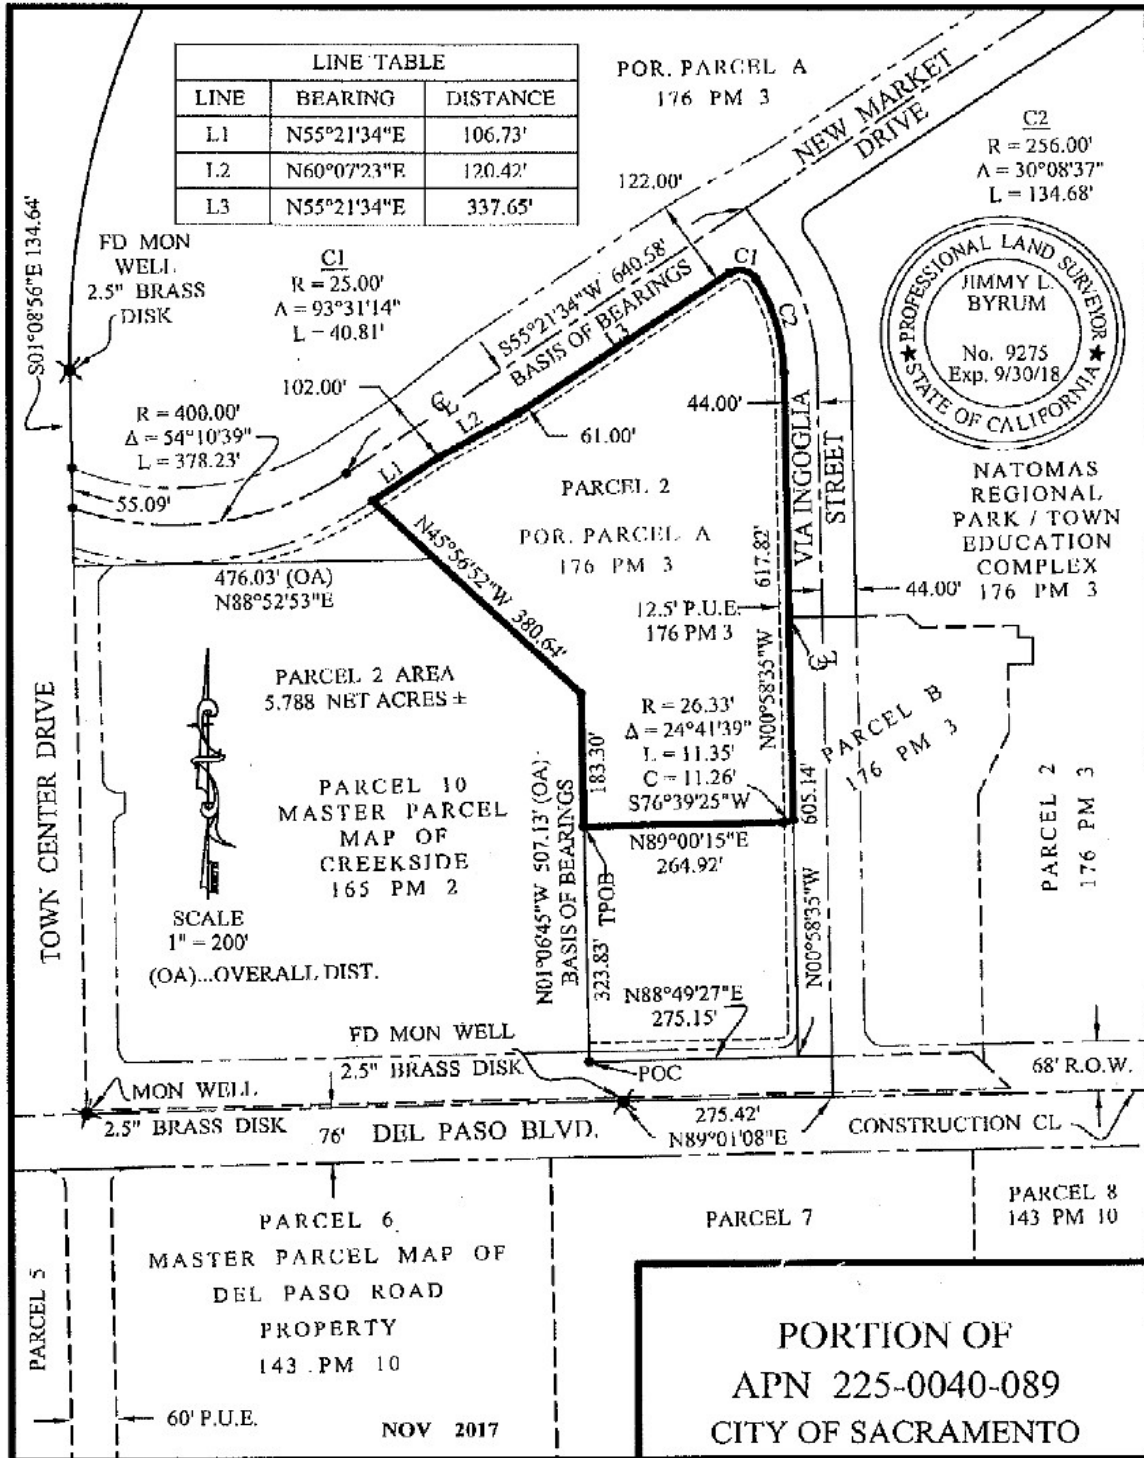 LINE TABLE
LINE BEARING DISTANCE
L1 N55°21'34"E 106.73'
L2 N60°07'23"E 120.42'
L3 N55°21'34"E 337.65'
POR. PARCEL A
176 PM 3
NEW MARKET
DRIVE
C2
R = 256.00'
Δ = 30°08'37"
L = 134.68'
122.00'
S01°08'56"E 134.64'
FD MON
WELL
2.5" BRASS
DISK
C1
R = 25.00'
Δ = 93°31'14"
L = 40.81'
S55°21'34"W 640.58'
BASIS OF BEARINGS
L3
C1
C2
PROFESSIONAL LAND SURVEYOR
JIMMY L.
BYRUM
No. 9275
Exp. 9/30/18
STATE OF CALIFORNIA
102.00'
CL
L2
L1
61.00'
44.00'
R = 400.00'
Δ = 54°10'39"
L = 378.23'
55.09'
PARCEL 2
POR. PARCEL A
176 PM 3
VIA INGOGLIA
STREET
NATOMAS
REGIONAL
PARK / TOWN
EDUCATION
COMPLEX
176 PM 3
N45°56'52"W 380.64'
617.82'
N00°58'35"W
476.03' (OA)
N88°52'53"E
12.5' P.U.E.
176 PM 3
44.00'
CL
PARCEL 2 AREA
5.788 NET ACRES ±
R = 26.33'
Δ = 24°41'39"
L = 11.35'
C = 11.26'
S76°39'25"W
PARCEL B
176 PM 3
TOWN CENTER DRIVE
PARCEL 10
MASTER PARCEL
MAP OF
CREEKSIDE
165 PM 2
183.30'
605.14'
N00°58'35"W
PARCEL 2
176 PM 3
N89°00'15"E
264.92'
N01°06'45"W 507.13' (OA)
BASIS OF BEARINGS
323.83' TPOB
SCALE
1" = 200'
(OA)...OVERALL DIST.
N88°49'27"E
275.15'
FD MON WELL
2.5" BRASS DISK
POC
68' R.O.W.
MON WELL
2.5" BRASS DISK
76' DEL PASO BLVD.
275.42'
N89°01'08"E
CONSTRUCTION CL
PARCEL 5
PARCEL 6
MASTER PARCEL MAP OF
DEL PASO ROAD
PROPERTY
143 PM 10
PARCEL 7
PARCEL 8
143 PM 10
60' P.U.E.
NOV 2017
PORTION OF
APN 225-0040-089
CITY OF SACRAMENTO